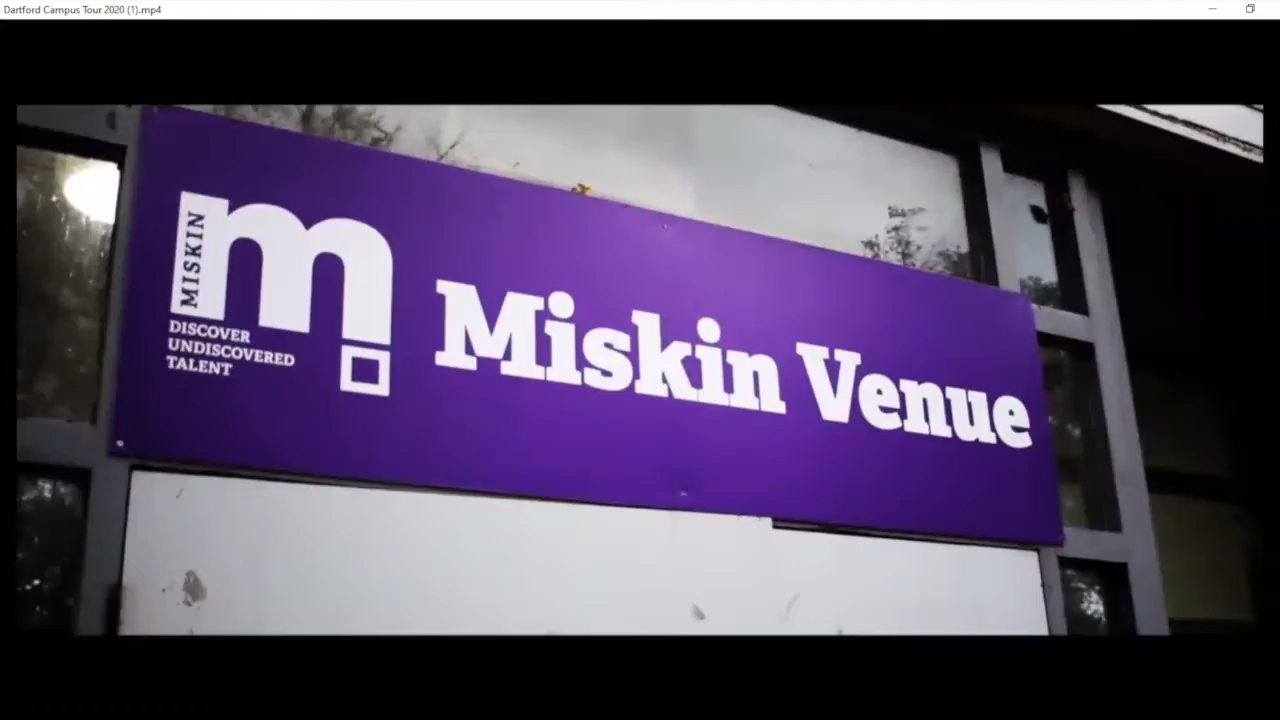 Dartford Campus Tour 2020 (1).mp4
MISKIN
DISCOVER
UNDISCOVERED
TALENT
Miskin Venue